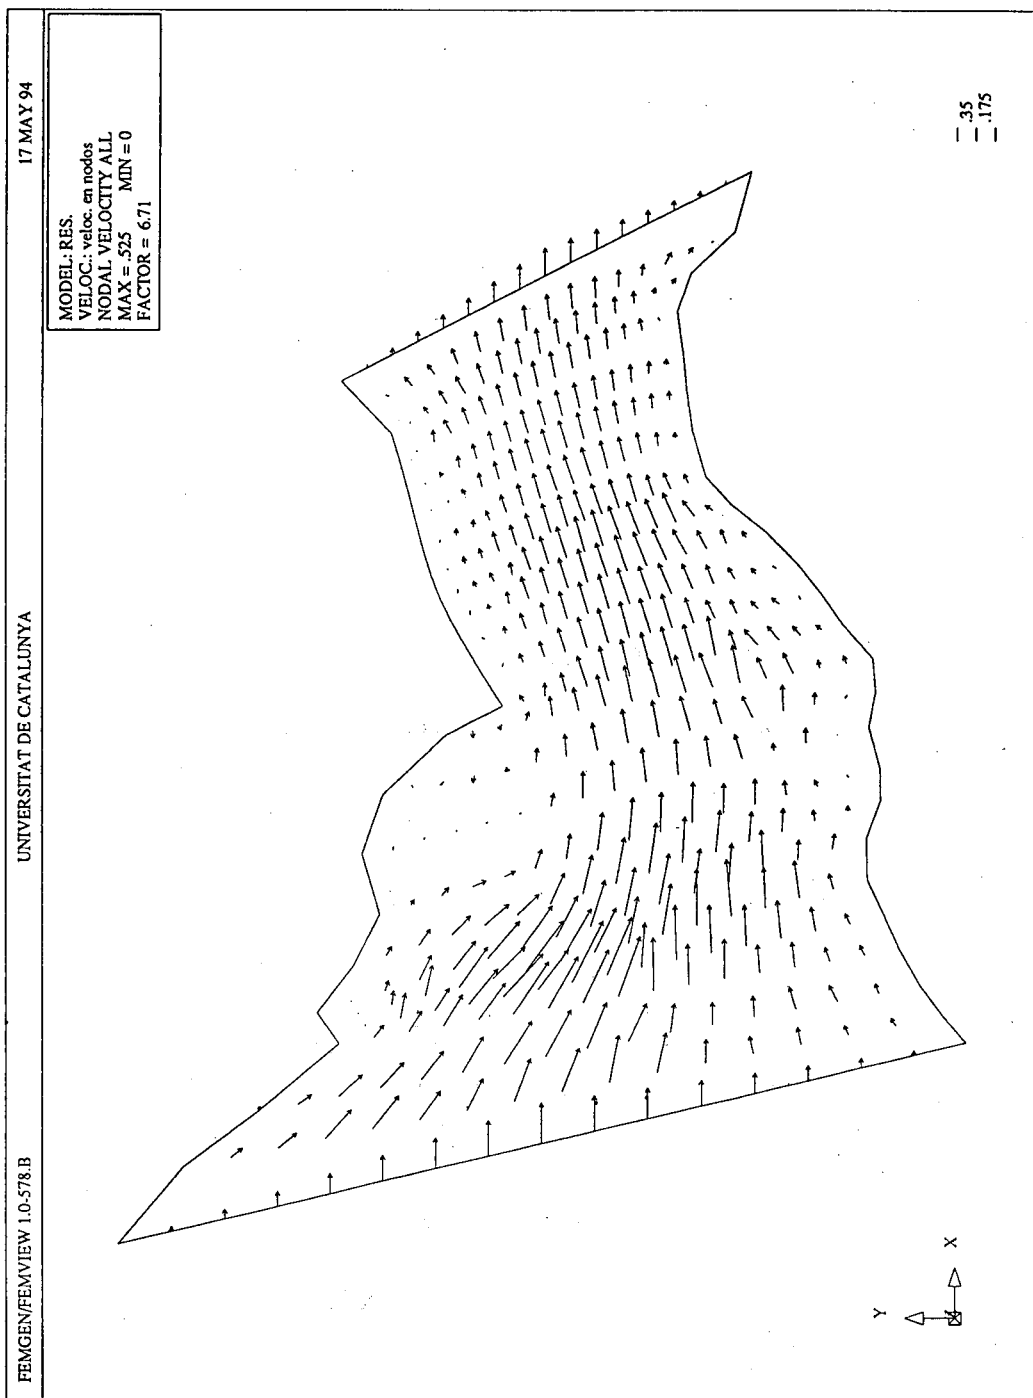 FEMGEN/FEMVIEW 1.0-578.B
UNIVERSITAT DE CATALUNYA
17 MAY 94
MODEL: RES.
VELOC.: veloc. en nodos
NODAL VELOCITY ALL
MAX = .525 MIN = 0
FACTOR = 6.71
.35
.175
Y
X